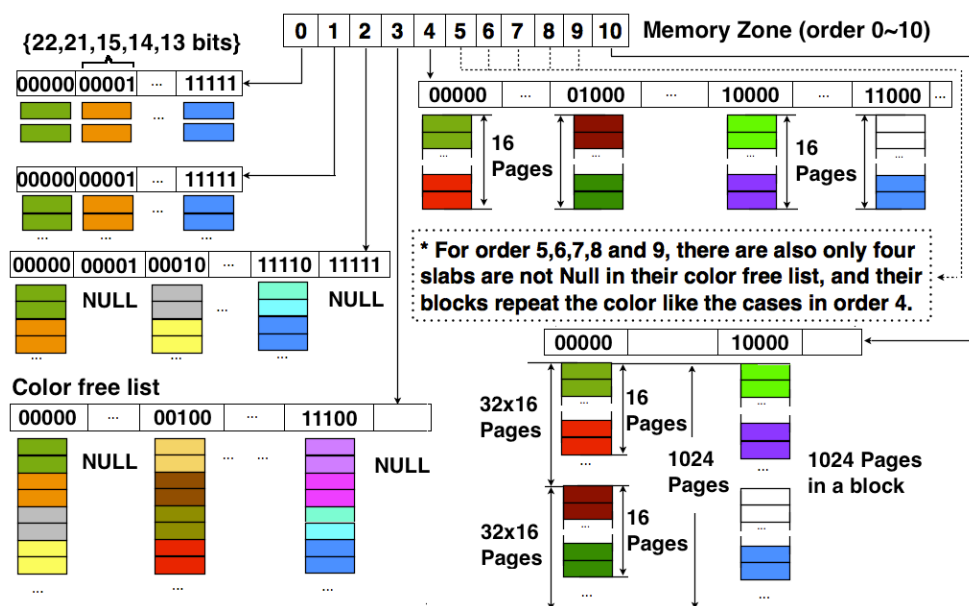 0 1 2 3 4 5 6 7 8 9 10
Memory Zone (order 0~10)
{22,21,15,14,13 bits}
00000 00001 ... 11111
...
00000 00001 ... 11111
... ... ...
...
00000 00001 00010 ... 11110 11111
NULL NULL
...
... ... ...
Color free list
00000 ... 00100 ... 11100
NULL ... ... NULL
... ... ...
00000 ... 01000 ... 10000 ... 11000 ...
16
Pages
16
Pages
... ... ... ...
* For order 5,6,7,8 and 9, there are also only four
slabs are not Null in their color free list, and their
blocks repeat the color like the cases in order 4.
00000 10000
32x16
Pages
16
Pages
... ...
... ...
1024
Pages
1024 Pages
in a block
32x16
Pages
16
Pages
... ...
... ...